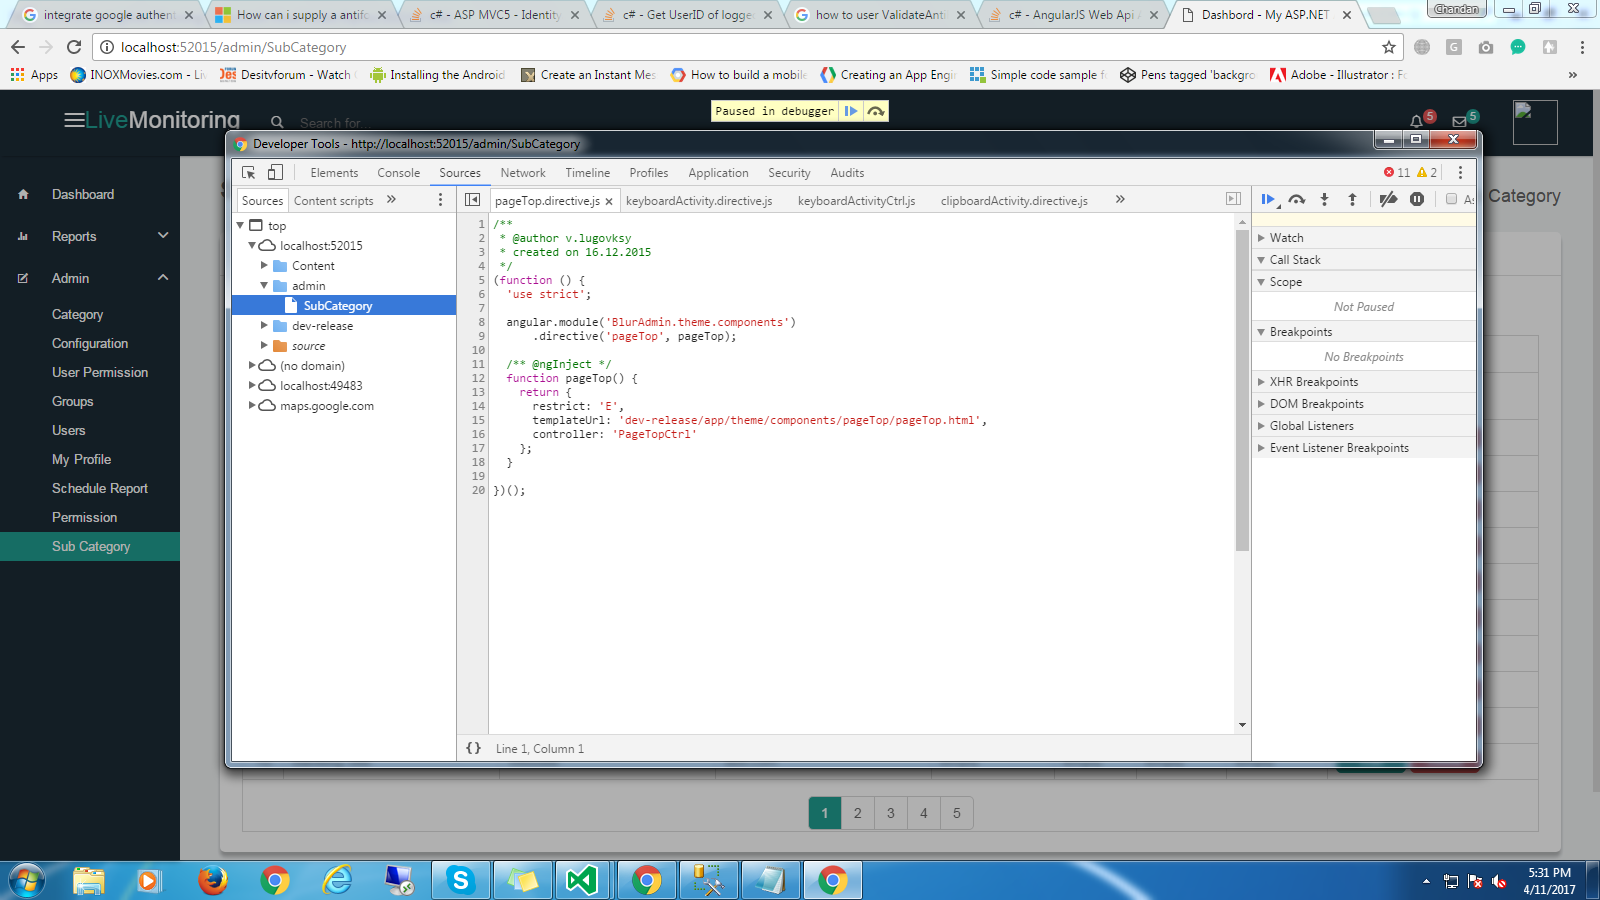 integrate google authent
How can i supply a antifo
c# - ASP MVC5 - Identity
c# - Get UserID of logge
how to user ValidateAnti
c# - AngularJS Web Api
Dashbord - My ASP.NET
Chandan
localhost:52015/admin/SubCategory
Apps
INOXMovies.com - Li
Desitvforum - Watch
Installing the Android
Create an Instant Mes
How to build a mobile
Creating an App Engi
Simple code sample f
Pens tagged 'backgro
Adobe - Illustrator : Fo
»
LiveMonitoring
Search for
Paused in debugger
5
5
Developer Tools - http://localhost:52015/admin/SubCategory
Elements
Console
Sources
Network
Timeline
Profiles
Application
Security
Audits
11
2
Sources
Content scripts
»
pageTop.directive.js
keyboardActivity.directive.js
keyboardActivityCtrl.js
clipboardActivity.directive.js
»
As
Category
top
localhost:52015
Content
admin
SubCategory
dev-release
source
(no domain)
localhost:49483
maps.google.com
1 /**
2 * @author v.lugovksy
3 * created on 16.12.2015
4 */
5 (function () {
6 'use strict';
7
8 angular.module('BlurAdmin.theme.components')
9 .directive('pageTop', pageTop);
10
11 /** @ngInject */
12 function pageTop() {
13 return {
14 restrict: 'E',
15 templateUrl: 'dev-release/app/theme/components/pageTop/pageTop.html',
16 controller: 'PageTopCtrl'
17 };
18 }
19
20 })();
{} Line 1, Column 1
Watch
Call Stack
Scope
Not Paused
Breakpoints
No Breakpoints
XHR Breakpoints
DOM Breakpoints
Global Listeners
Event Listener Breakpoints
Dashboard
Reports
Admin
Category
Configuration
User Permission
Groups
Users
My Profile
Schedule Report
Permission
Sub Category
1 2 3 4 5
5:31 PM
4/11/2017